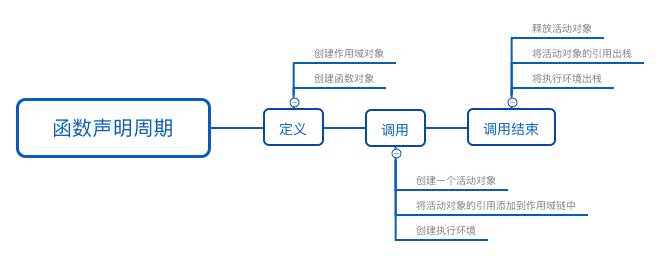 函数声明周期
定义
创建作用域对象
创建函数对象
调用
创建一个活动对象
将活动对象的引用添加到作用域链中
创建执行环境
调用结束
释放活动对象
将活动对象的引用出栈
将执行环境出栈